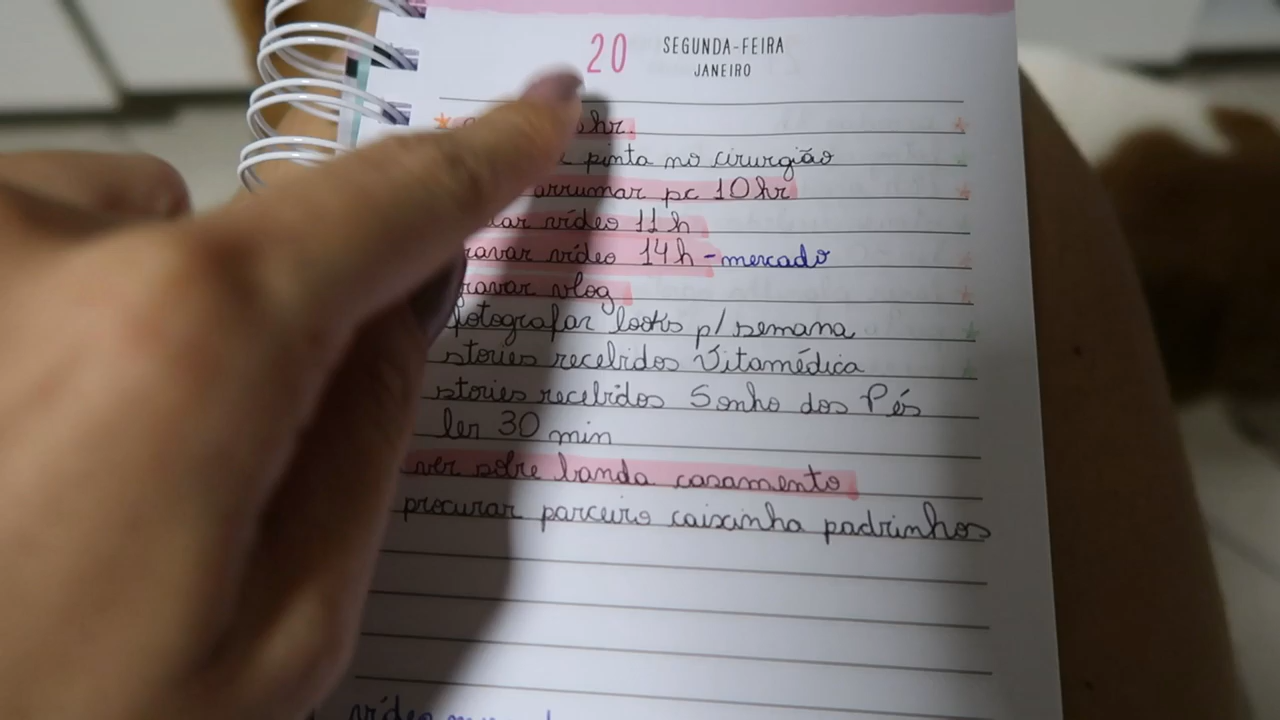 20 SEGUNDA-FEIRA
JANEIRO
hr.
pinta no cirurgião
arrumar pc 10hr
vídeo 11h
vídeo 14h - mercado
vlog
fotografar looks p/ semana
stories recebidos Vitamédica
stories recebidos Sonho dos Pés
ler 30 min
ver sobre banda casamento
procurar parceiro caixinha padrinhos
vídeo